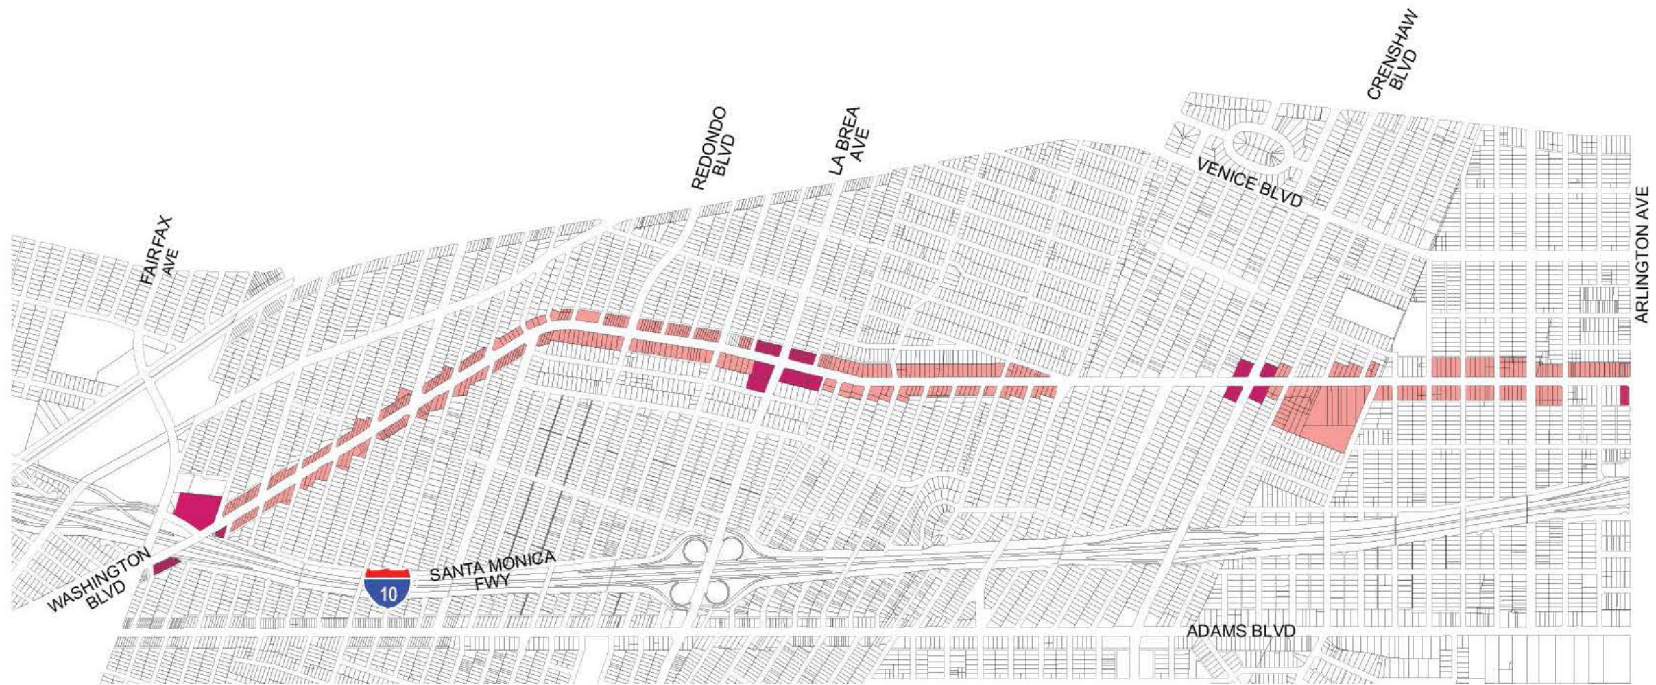 CRENSHAW
BLVD
REDONDO
BLVD
LA BREA
AVE
VENICE BLVD
FAIRFAX
AVE
ARLINGTON AVE
WASHINGTON
BLVD
SANTA MONICA
FWY
10
ADAMS BLVD